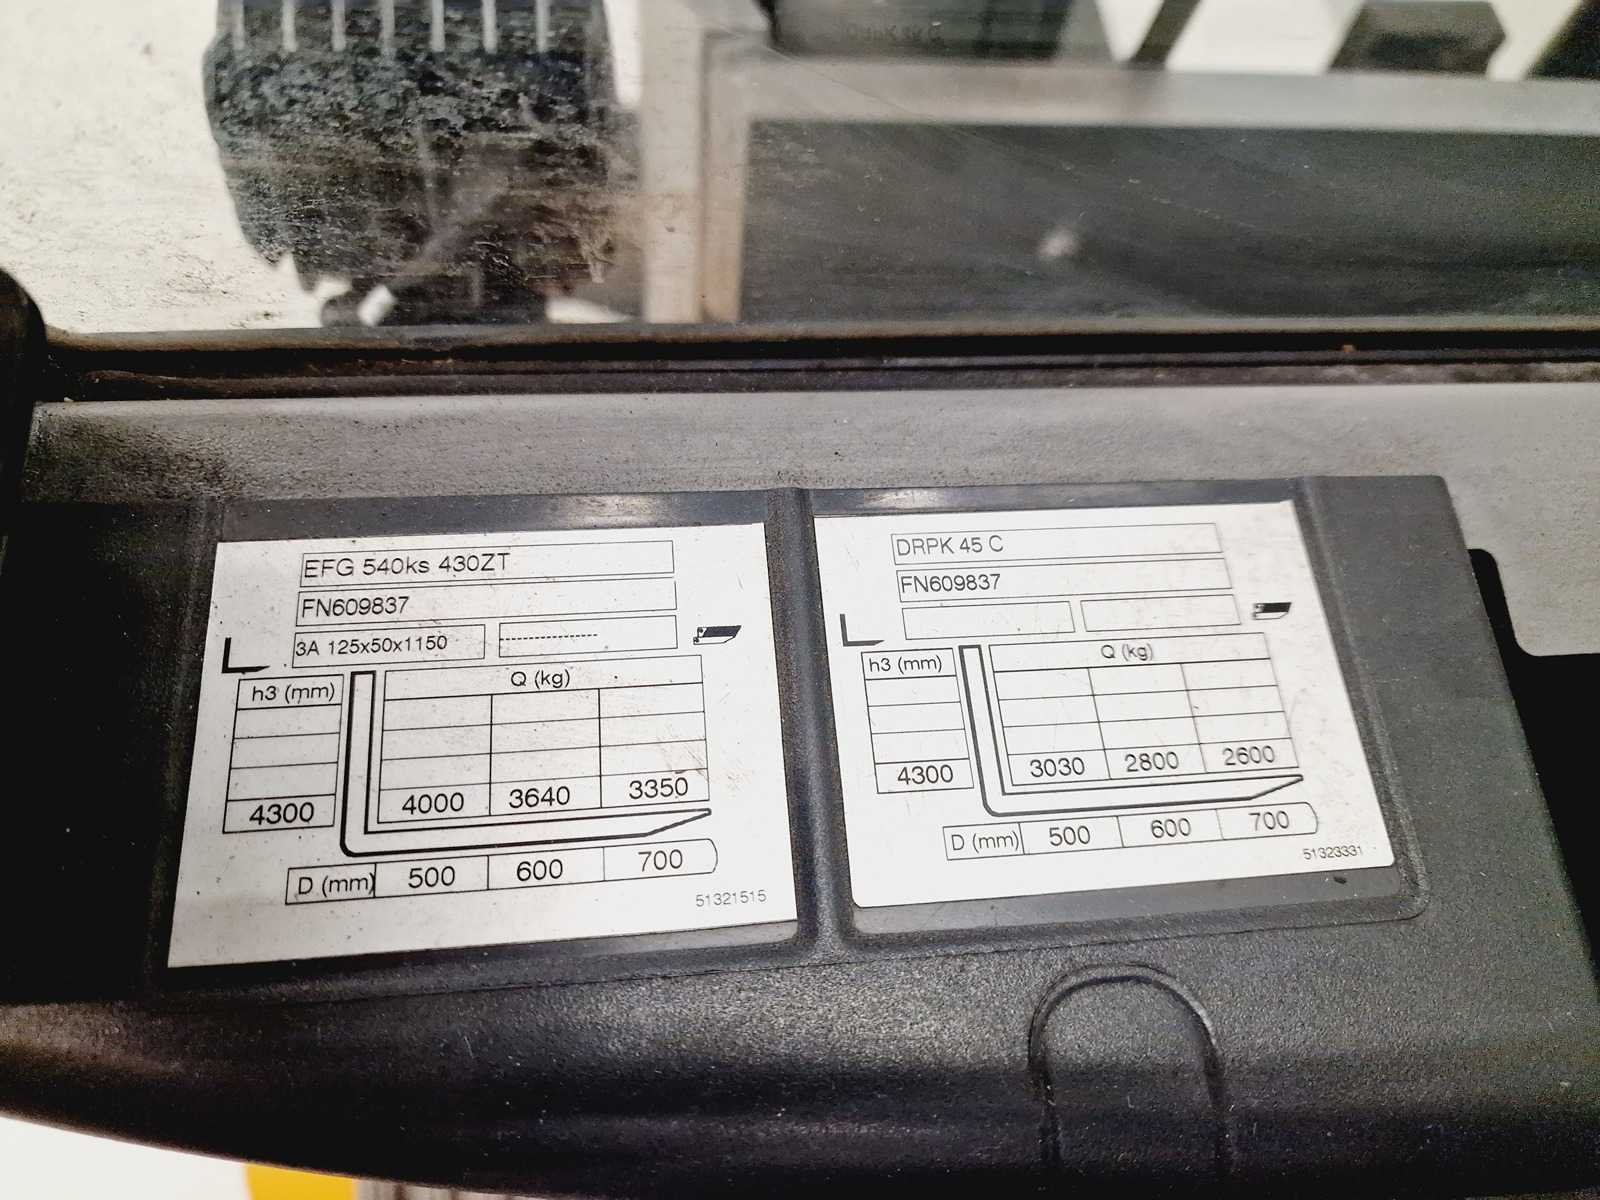 EFG 540ks 430ZT
FN609837
3A 125x50x1150
h3 (mm) Q (kg)
4300 4000 3640 3350
D (mm) 500 600 700
51321515
DRPK 45 C
FN609837
h3 (mm) Q (kg)
4300 3030 2800 2600
D (mm) 500 600 700
51323331